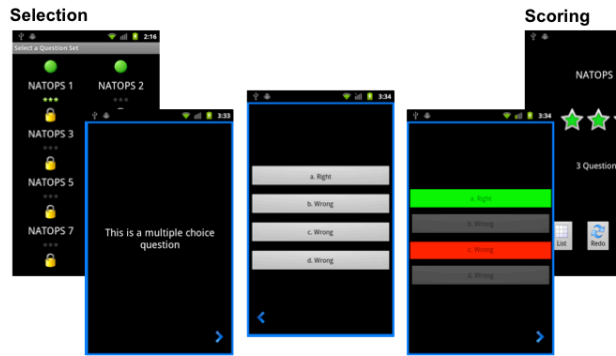 Selection
Scoring
2:16
Select a Question Set
NATOPS 1 NATOPS 2
NATOPS 3
NATOPS 5
NATOPS 7
3:33
This is a multiple choice
question
3:34
a. Right
b. Wrong
c. Wrong
d. Wrong
3:34
a. Right
b. Wrong
c. Wrong
d. Wrong
NATOPS
3 Question
List Redo